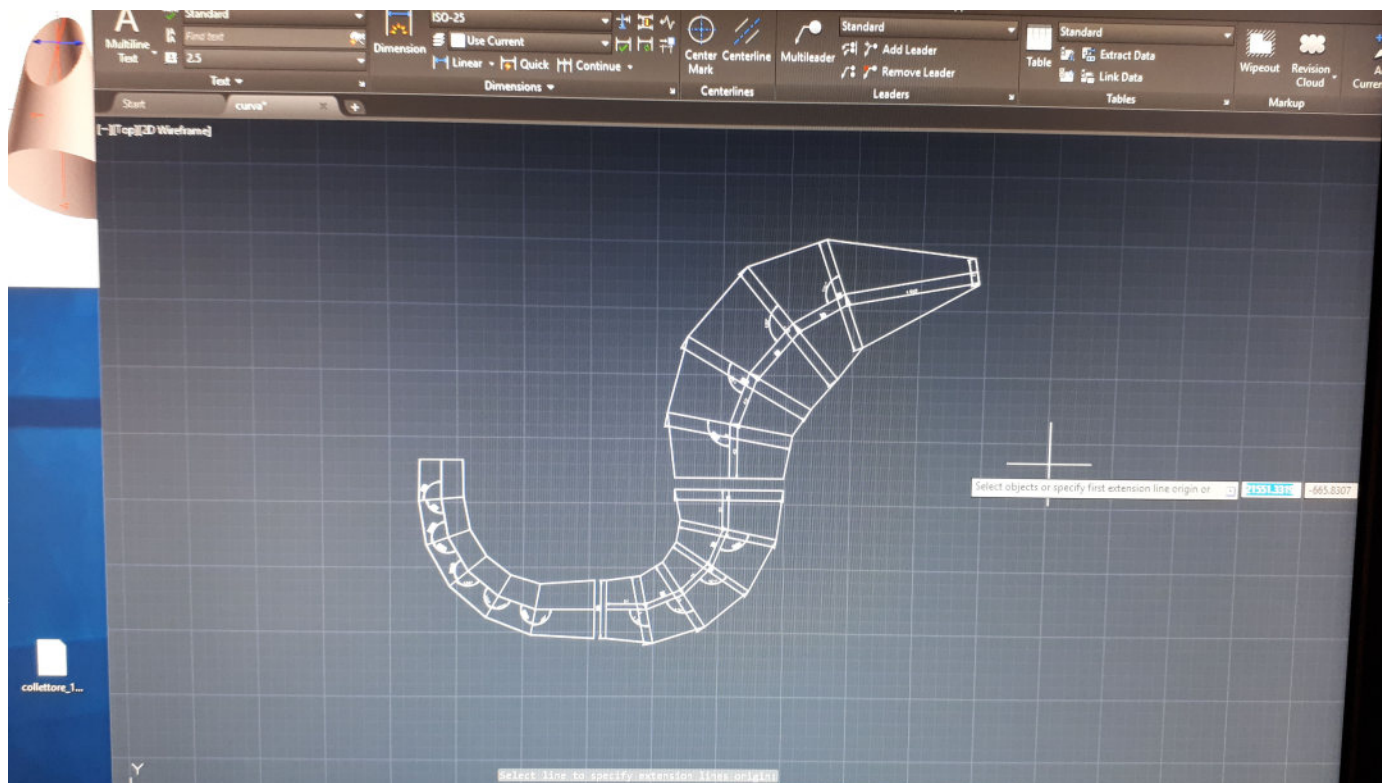 Standard
ISO-25
Find text
2.5
Multiline
Text
Text
Use Current
Linear
Quick
Continue
Dimension
Dimensions
Center
Mark
Centerline
Centerlines
Multileader
Standard
Add Leader
Remove Leader
Leaders
Table
Standard
Extract Data
Link Data
Tables
Wipeout
Revision
Cloud
Markup
Start
curva*
[−][Top][2D Wireframe]
Select objects or specify first extension line origin or
-665.8307
collettore_1...
Y
Select line to specify extension lines origin: